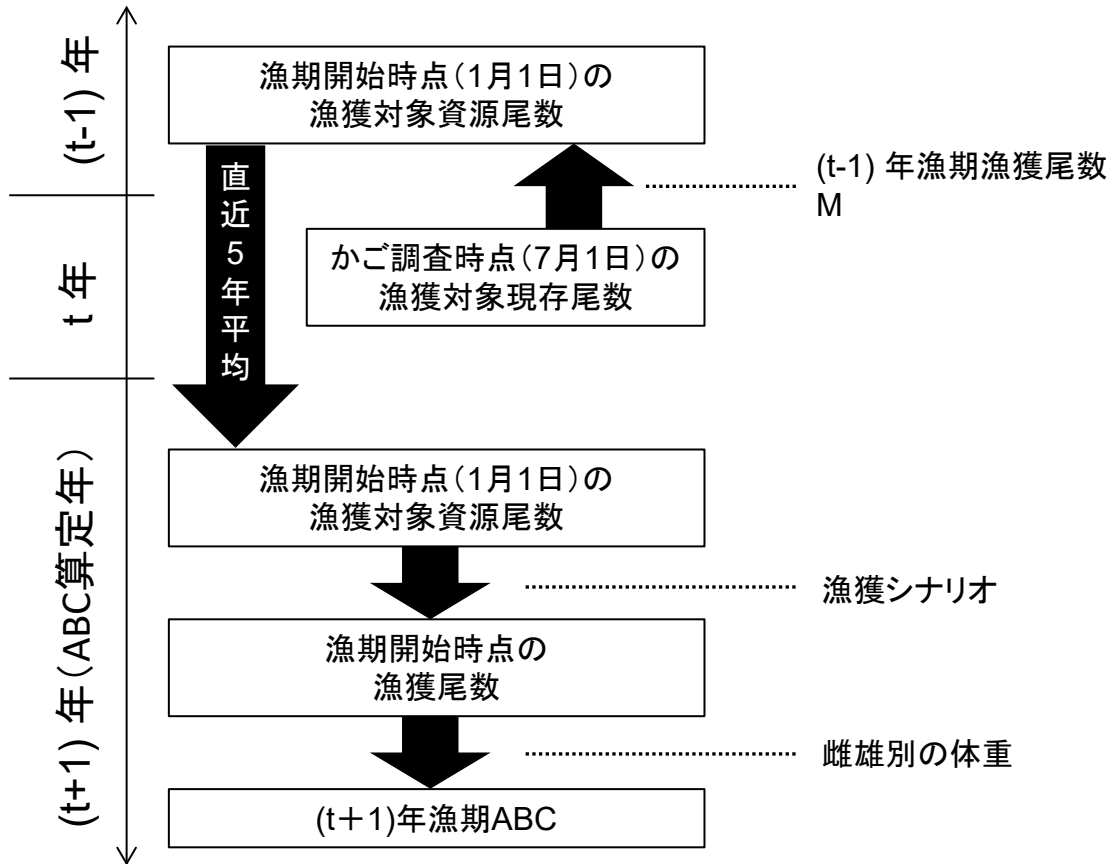 (t-1) 年
漁期開始時点（1月1日）の
漁獲対象資源尾数
直近5年平均
(t-1) 年漁期漁獲尾数
M
t 年
かご調査時点（7月1日）の
漁獲対象現存尾数
(t+1) 年（ABC算定年）
漁期開始時点（1月1日）の
漁獲対象資源尾数
漁獲シナリオ
漁期開始時点の
漁獲尾数
雌雄別の体重
(t＋1)年漁期ABC